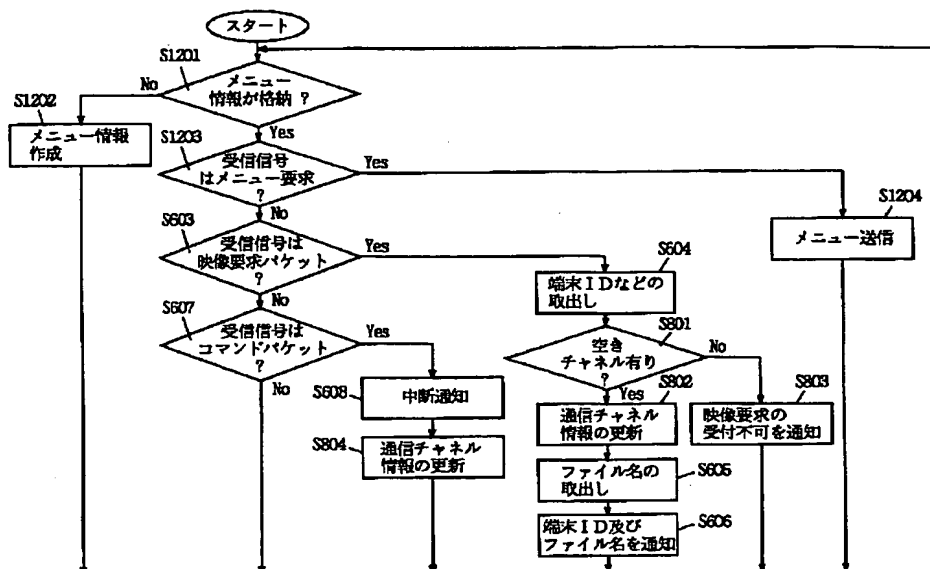 スタート
S1201
メニュー
情報が格納 ?
No
Yes
S1202
メニュー情報
作成
S1203
受信信号
はメニュー要求
?
Yes
No
S1204
メニュー送信
S603
受信信号は
映像要求パケット
?
Yes
No
S604
端末IDなどの
取出し
S607
受信信号は
コマンドパケット
?
Yes
No
S801
空き
チャネル有り
?
No
Yes
S608
中断通知
S802
通信チャネル
情報の更新
S803
映像要求の
受付不可を通知
S804
通信チャネル
情報の更新
ファイル名の
取出し
S605
端末ID及び
ファイル名を通知
S606